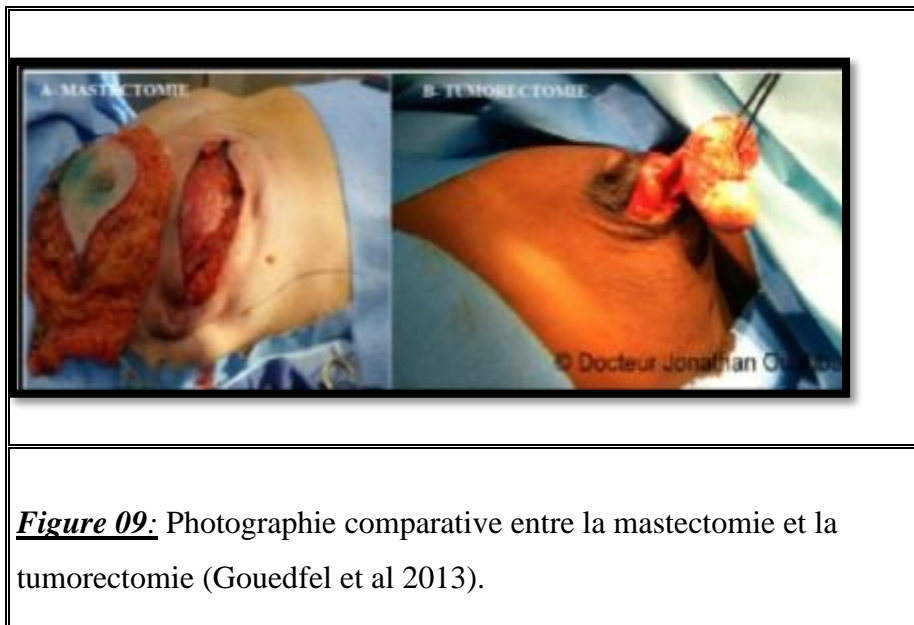 A- MASTECTOMIE
B- TUMORECTOMIE
© Docteur Jonathan
Figure 09: Photographie comparative entre la mastectomie et la
tumorectomie (Gouedfel et al 2013).